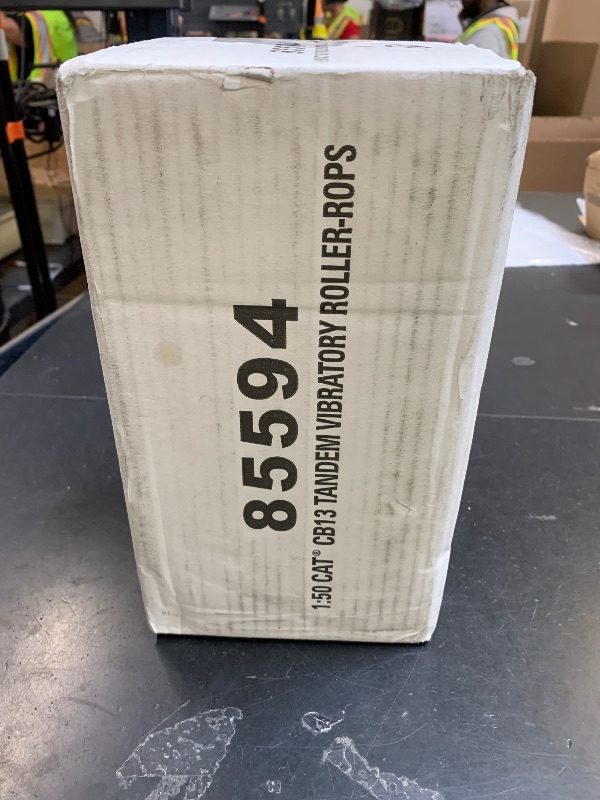 85594
1:50 CAT® CB13 TANDEM VIBRATORY ROLLER-ROPS